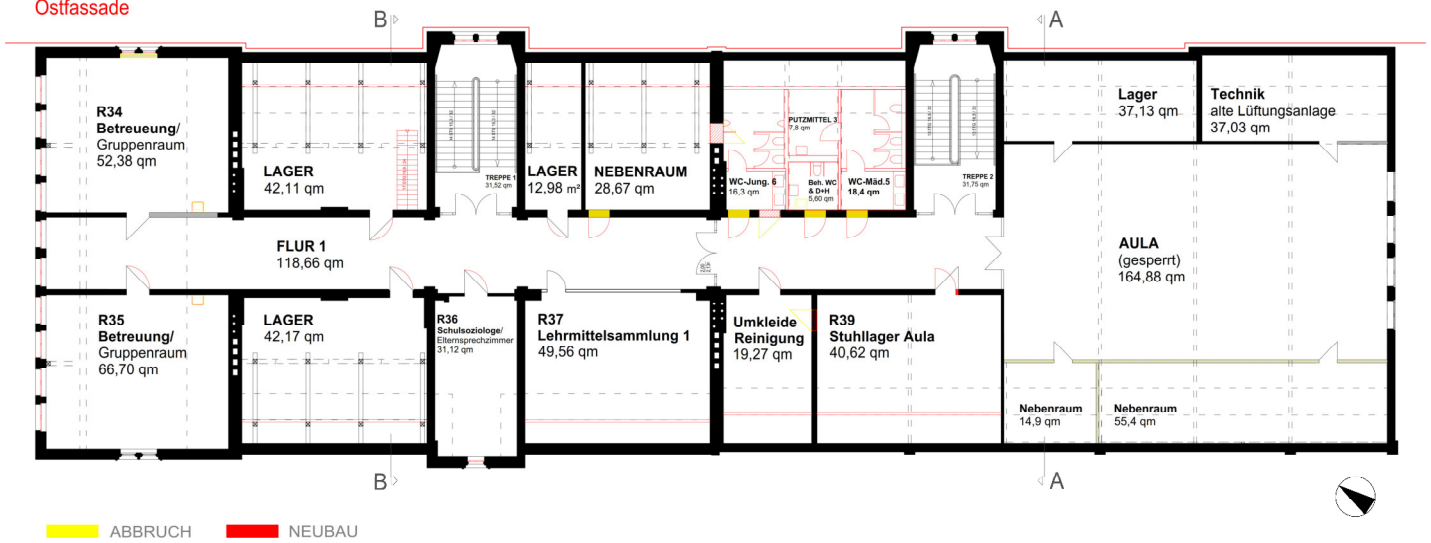 Ostfassade
B
A
R34
Betreueung/
Gruppenraum
52,38 qm
LAGER
42,11 qm
TREPPE 1
31,52 qm
LAGER
12,98 m²
NEBENRAUM
28,67 qm
PUTZMITTEL 3
7,8 qm
WC-Jung. 6
16,3 qm
Beh. WC
& D+H
5,60 qm
WC-Mäd.5
18,4 qm
TREPPE 2
31,75 qm
Lager
37,13 qm
Technik
alte Lüftungsanlage
37,03 qm
FLUR 1
118,66 qm
AULA
(gesperrt)
164,88 qm
R35
Betreuung/
Gruppenraum
66,70 qm
LAGER
42,17 qm
R36
Schulsoziologe/
Elternsprechzimmer
31,12 qm
R37
Lehrmittelsammlung 1
49,56 qm
Umkleide
Reinigung
19,27 qm
R39
Stuhllager Aula
40,62 qm
Nebenraum
14,9 qm
Nebenraum
55,4 qm
B
A
ABBRUCH
NEUBAU